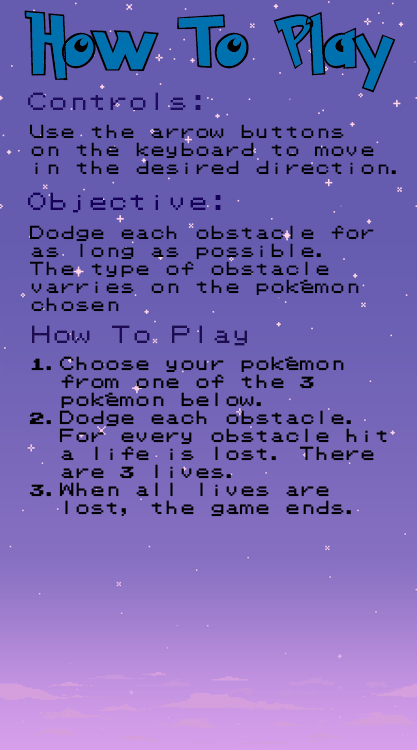 How To Play
Controls:
Use the arrow buttons
on the keyboard to move
in the desired direction.
Objective:
Dodge each obstacle for
as long as possible.
The type of obstacle
varries on the pokémon
chosen
How To Play
1. Choose your pokémon
from one of the 3
pokémon below.
2. Dodge each obstacle.
For every obstacle hit
a life is lost. There
are 3 lives.
3. When all lives are
lost, the game ends.